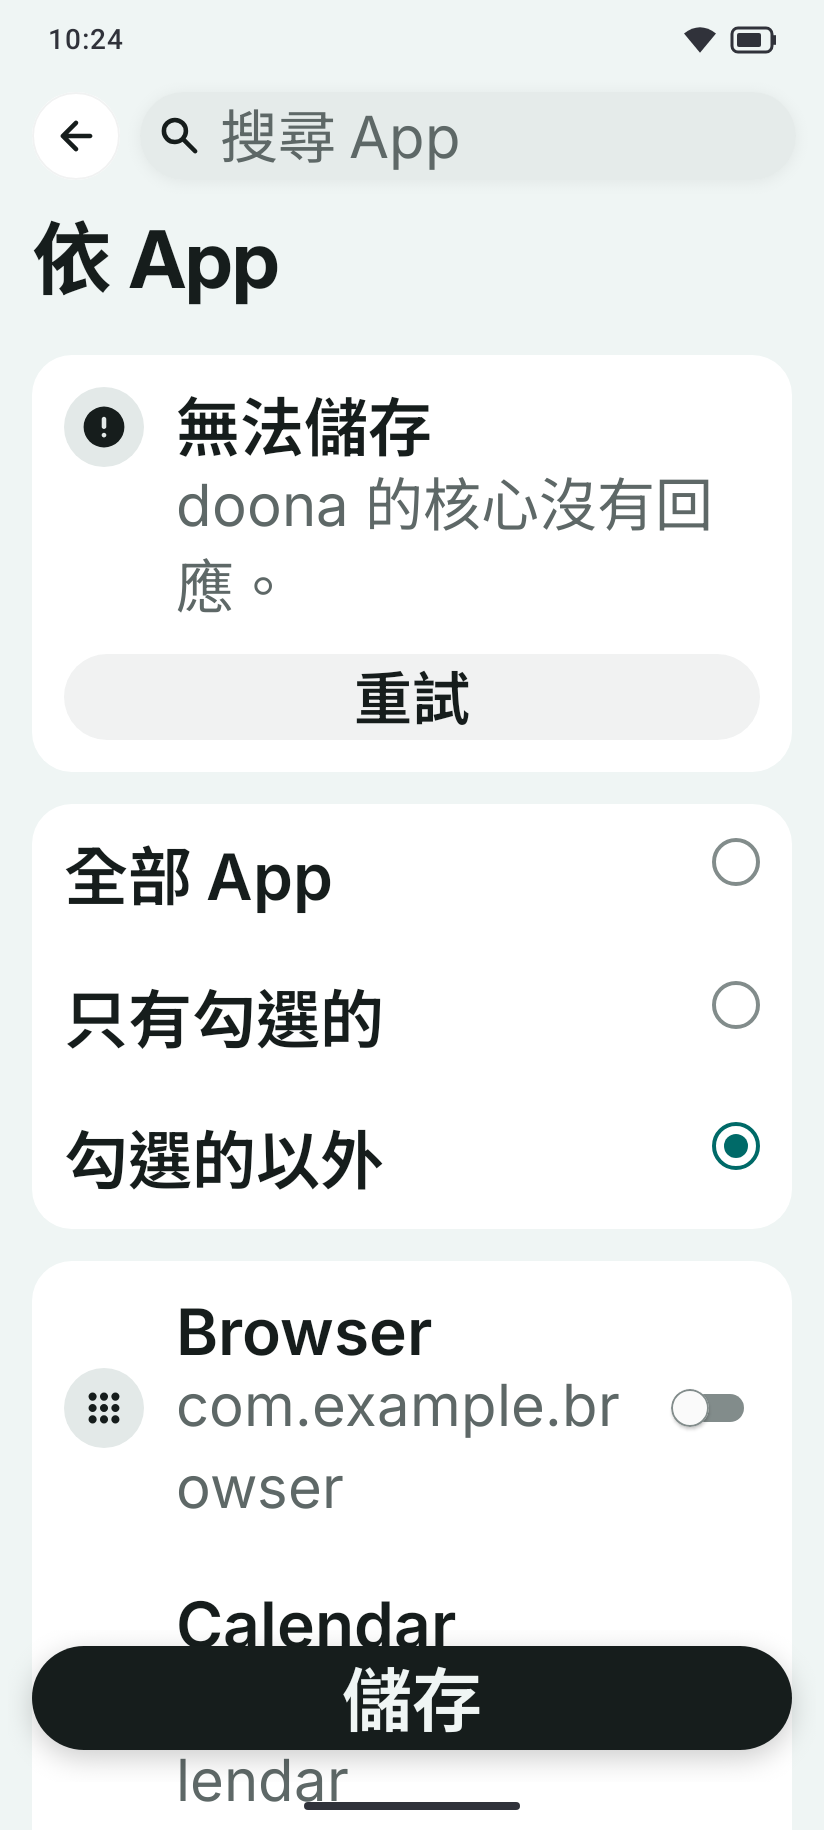 10:24
搜尋 App
依 App
無法儲存
doona 的核心沒有回
應。
重試
全部 App
只有勾選的
勾選的以外
Browser
com.example.br
owser
Calendar
儲存
lendar